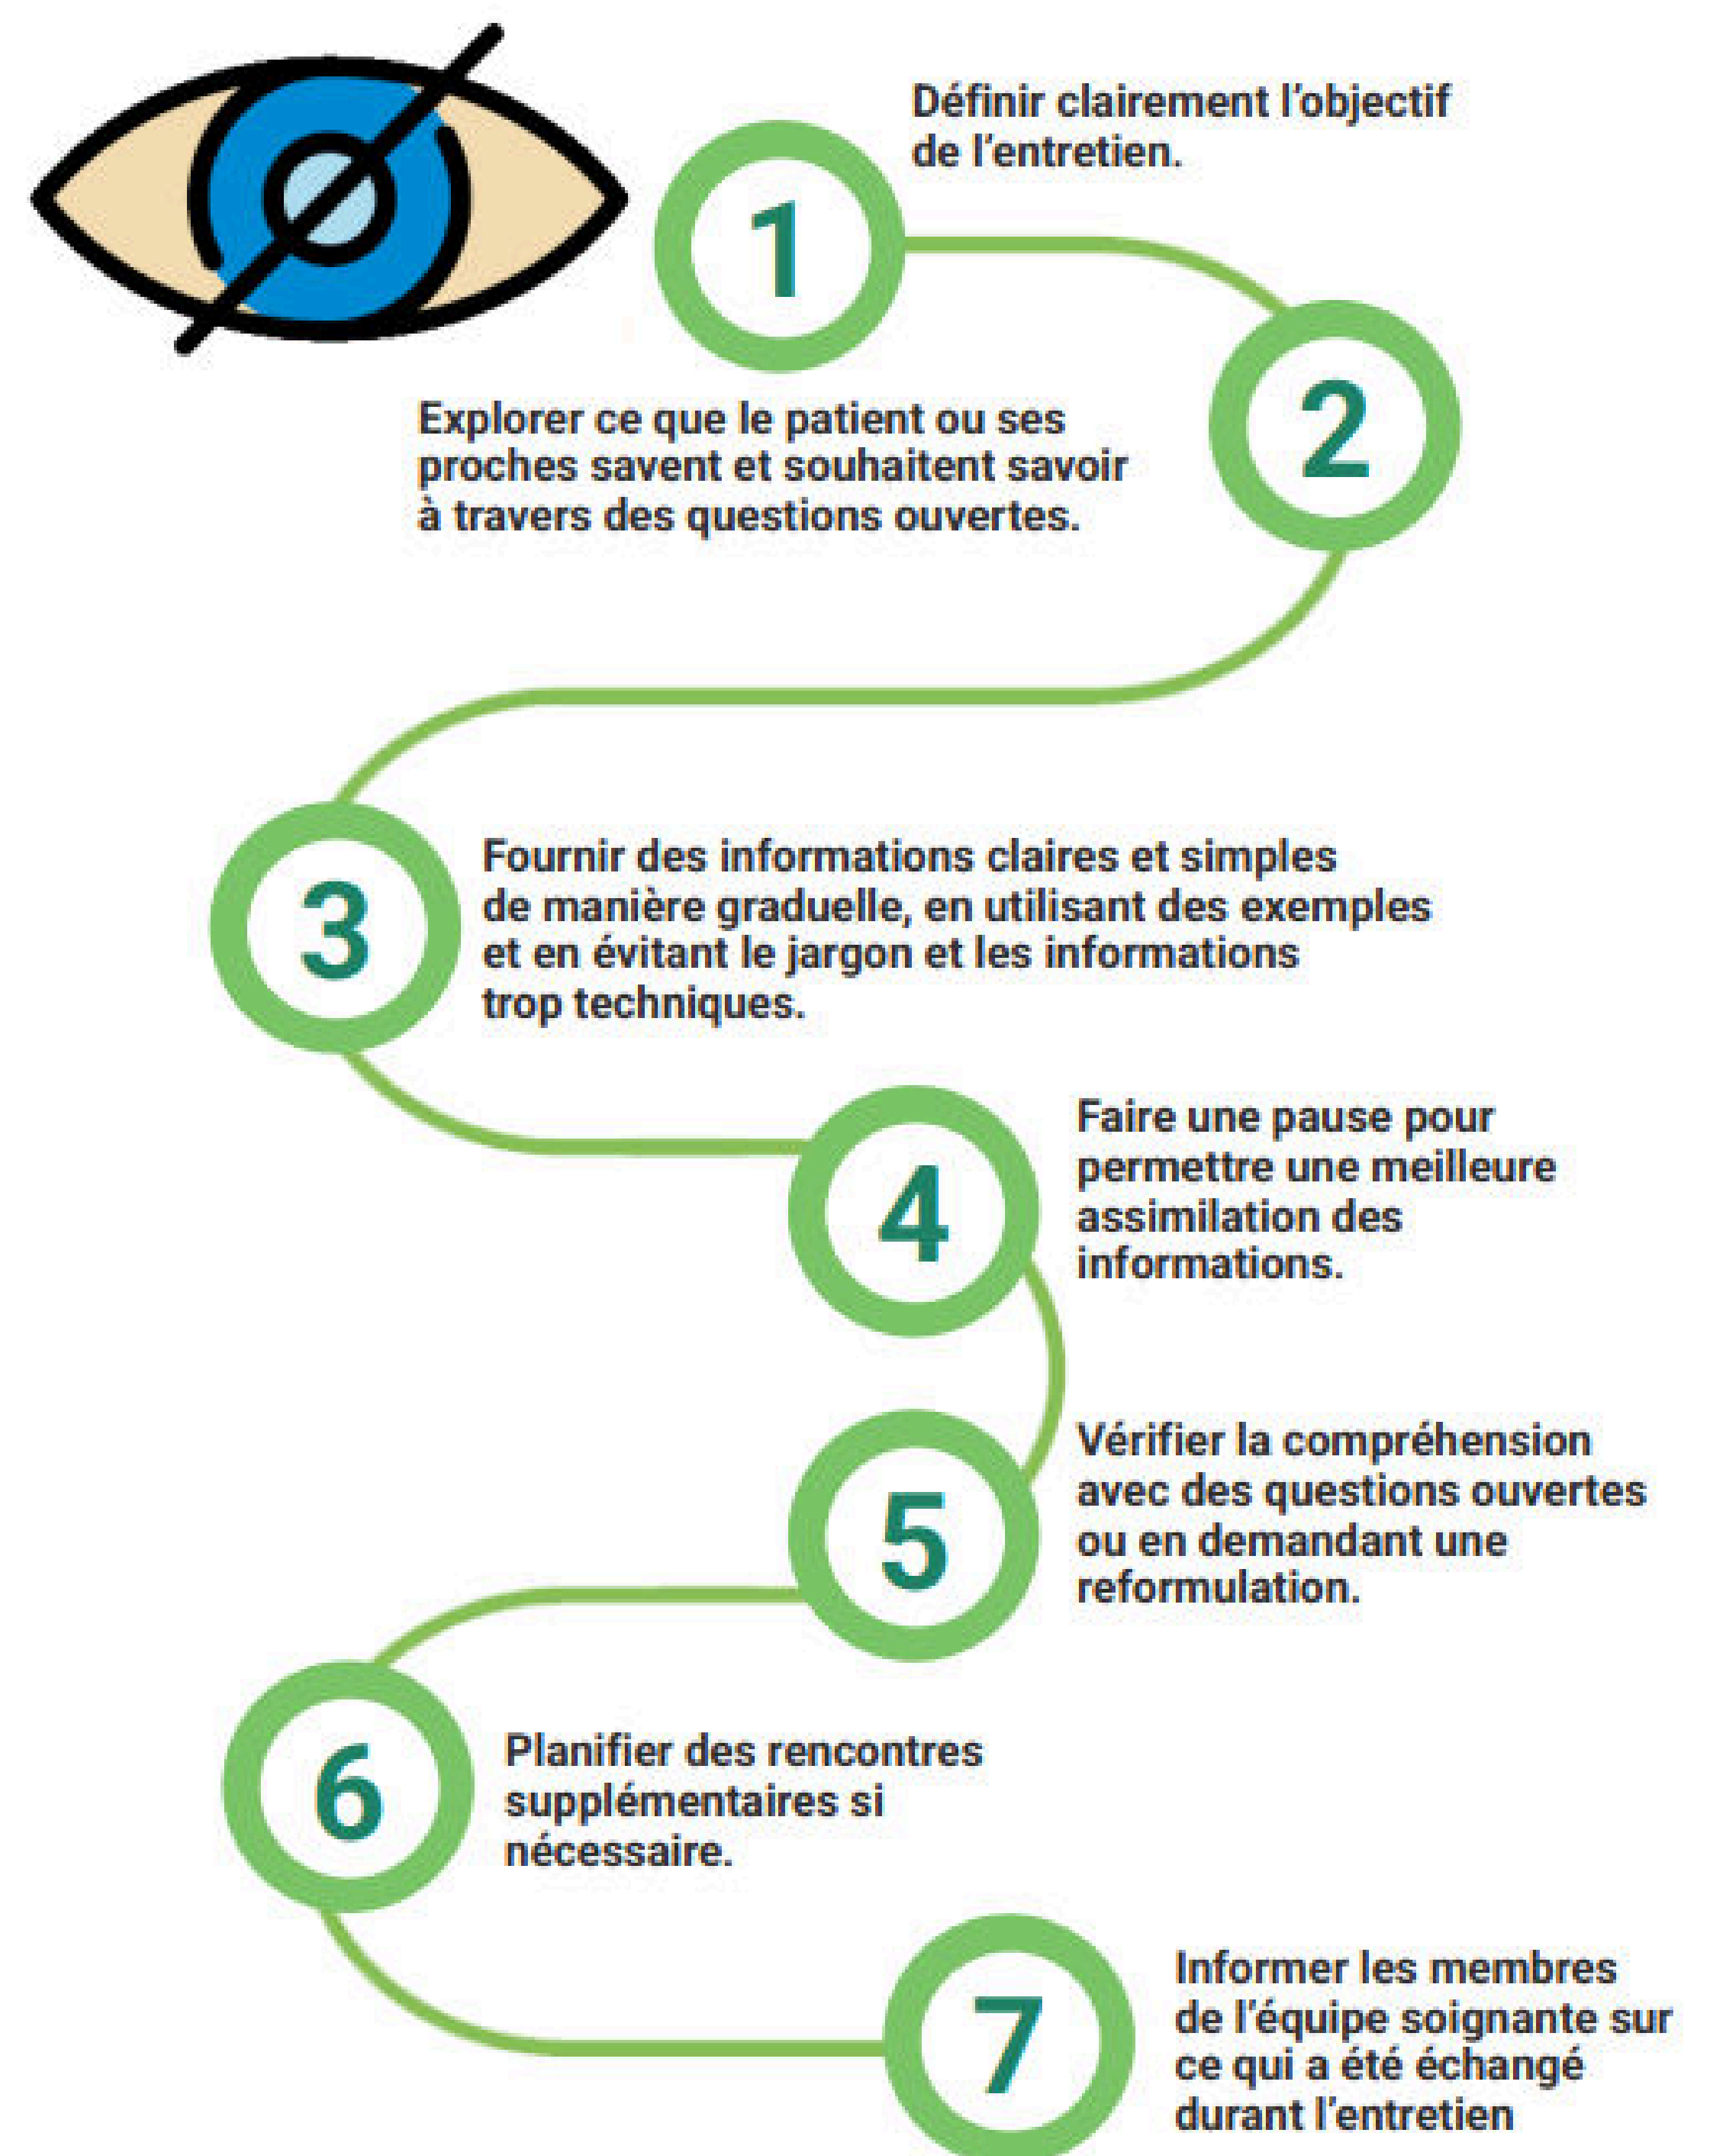 1
Définir clairement l'objectif
de l'entretien.
2
Explorer ce que le patient ou ses
proches savent et souhaitent savoir
à travers des questions ouvertes.
3
Fournir des informations claires et simples
de manière graduelle, en utilisant des exemples
et en évitant le jargon et les informations
trop techniques.
4
Faire une pause pour
permettre une meilleure
assimilation des
informations.
5
Vérifier la compréhension
avec des questions ouvertes
ou en demandant une
reformulation.
6
Planifier des rencontres
supplémentaires si
nécessaire.
7
Informer les membres
de l'équipe soignante sur
ce qui a été échangé
durant l'entretien